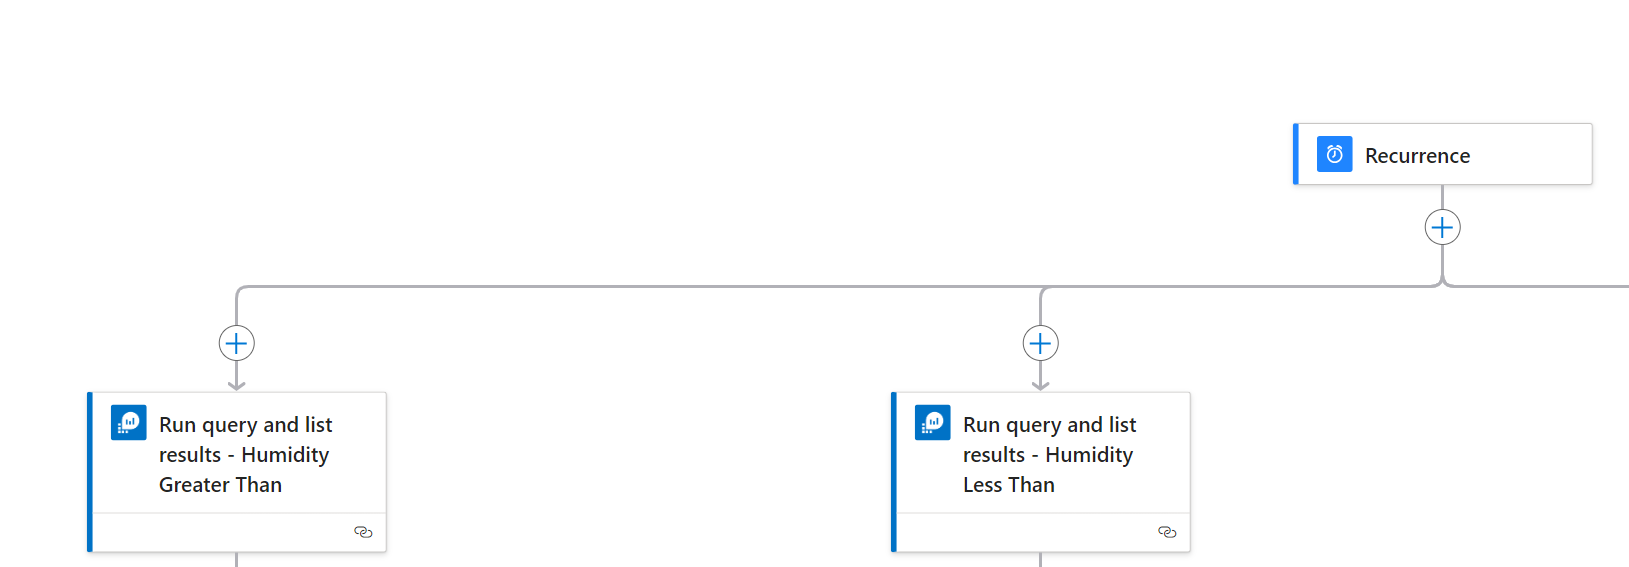 Recurrence
Run query and list
results - Humidity
Greater Than
Run query and list
results - Humidity
Less Than